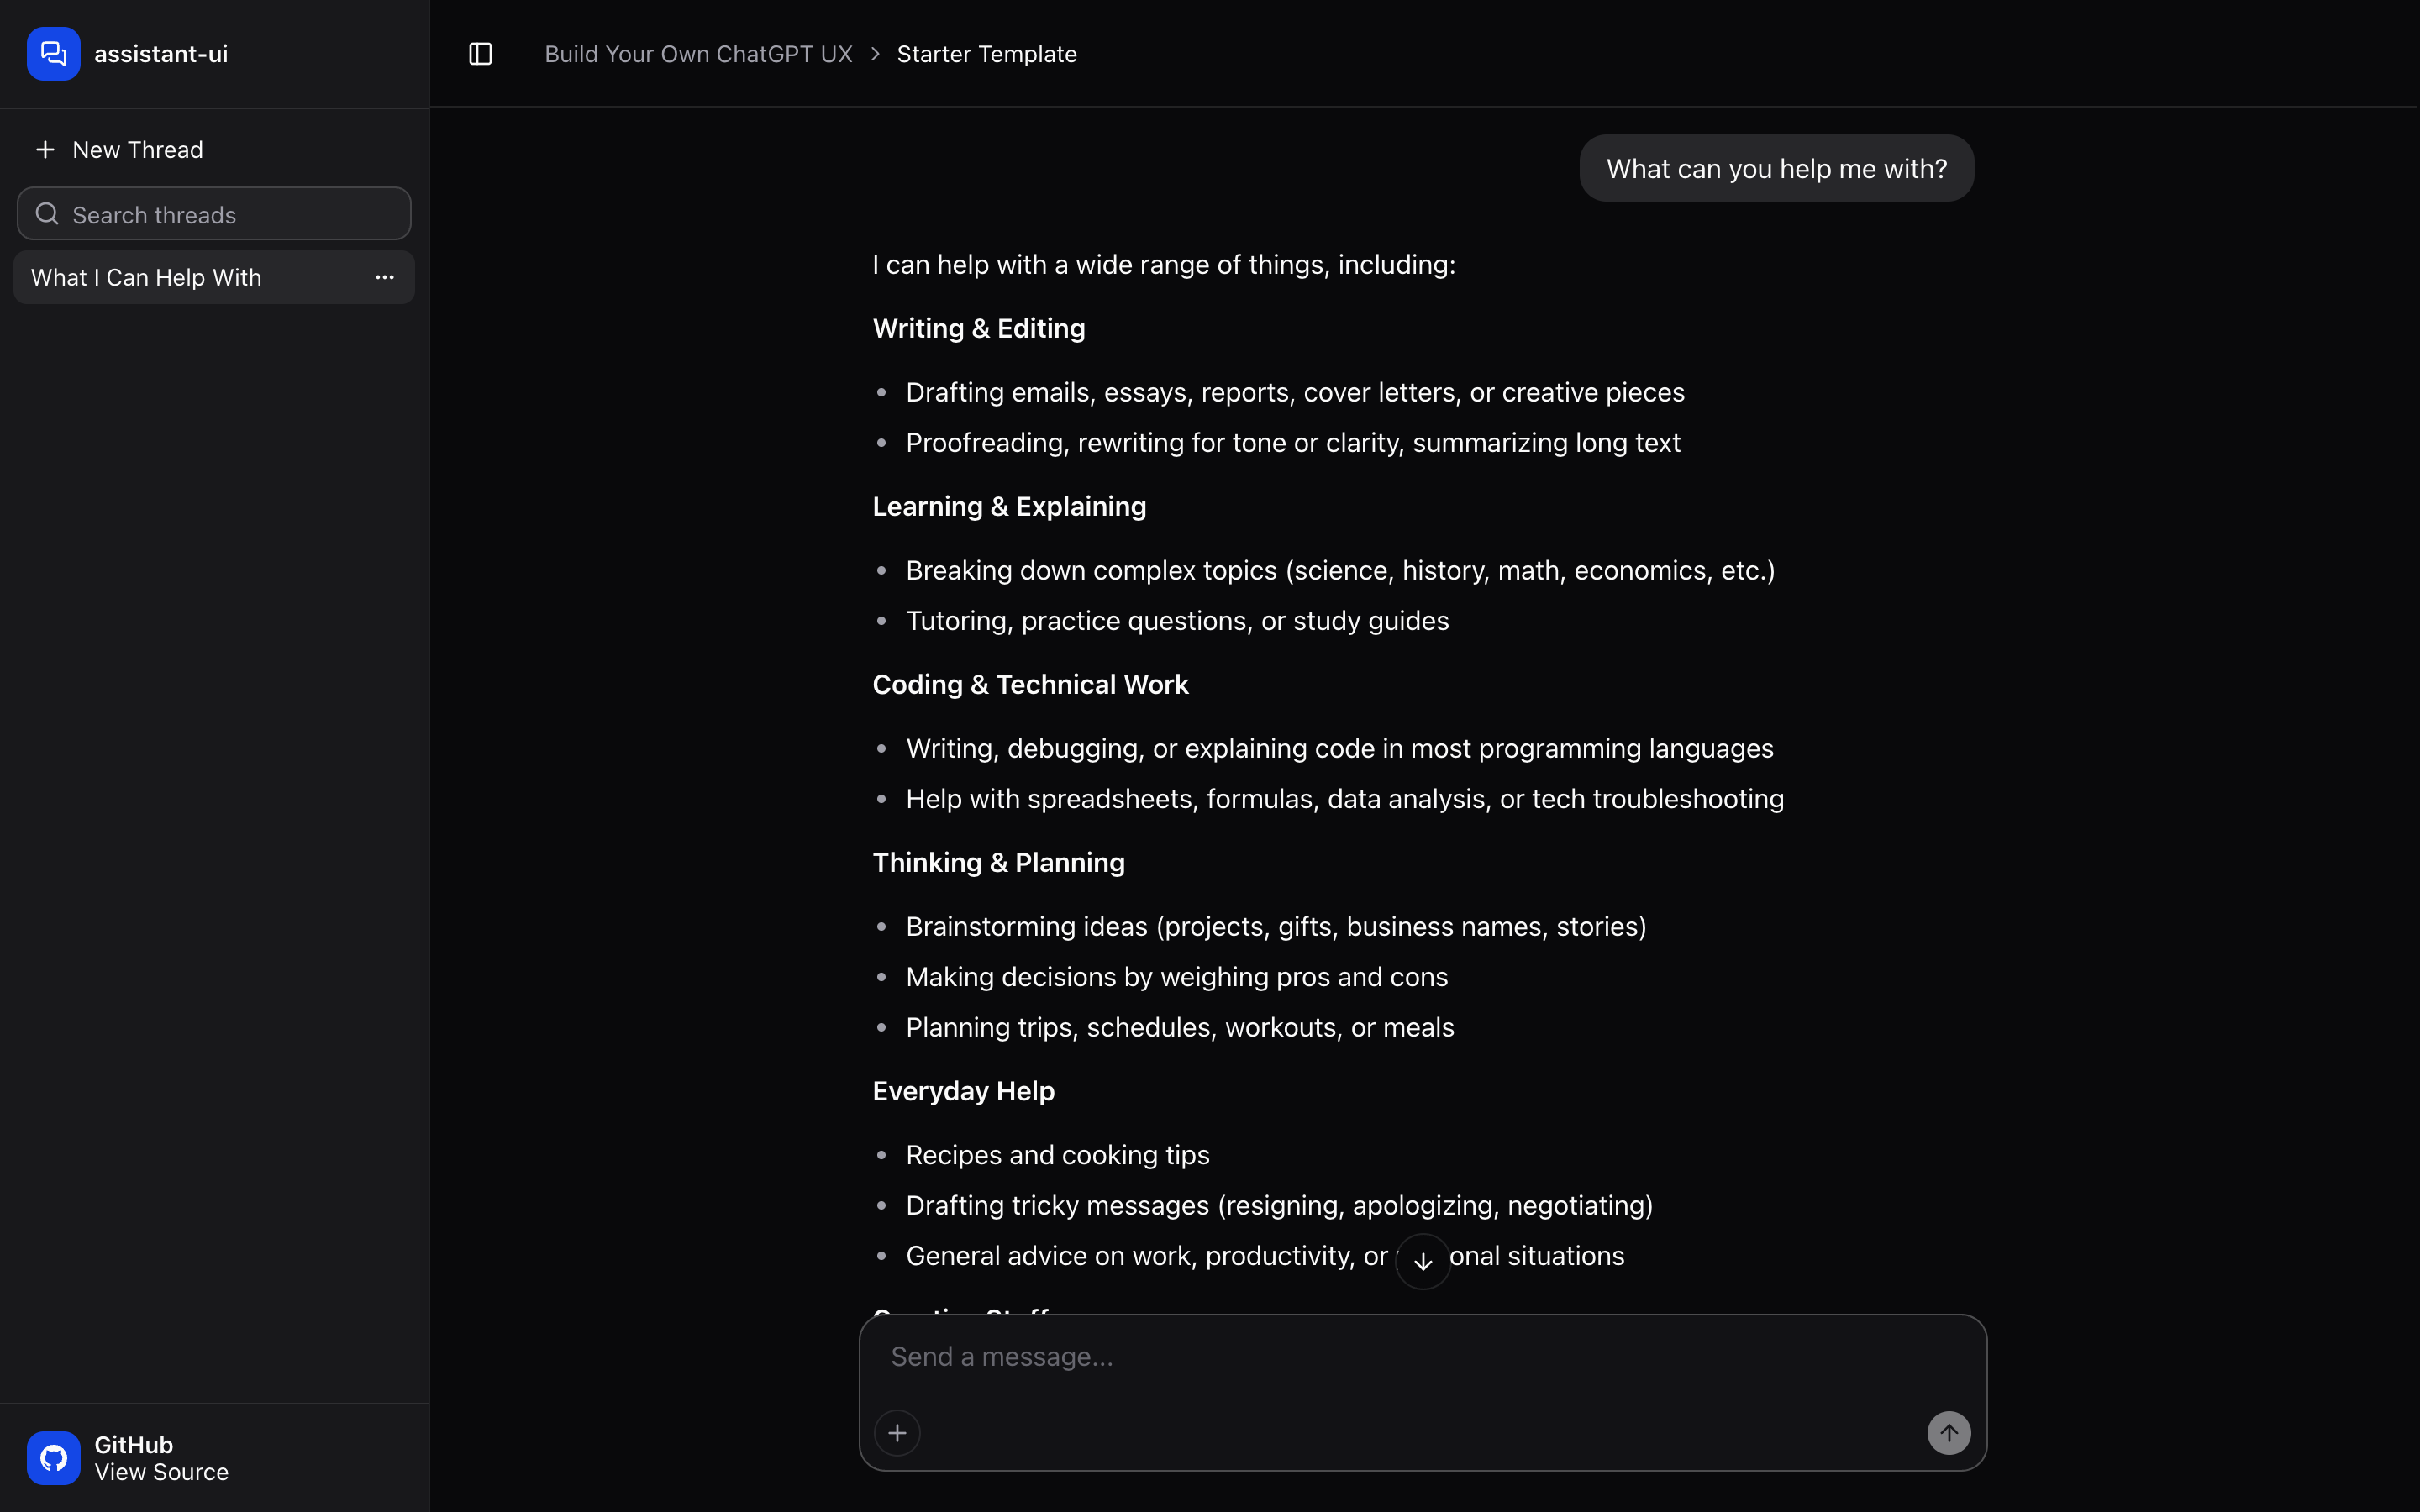 assistant-ui
New Thread
Search threads
What I Can Help With
GitHub
View Source
Build Your Own ChatGPT UX > Starter Template
What can you help me with?
I can help with a wide range of things, including:
Writing & Editing
• Drafting emails, essays, reports, cover letters, or creative pieces
• Proofreading, rewriting for tone or clarity, summarizing long text
Learning & Explaining
• Breaking down complex topics (science, history, math, economics, etc.)
• Tutoring, practice questions, or study guides
Coding & Technical Work
• Writing, debugging, or explaining code in most programming languages
• Help with spreadsheets, formulas, data analysis, or tech troubleshooting
Thinking & Planning
• Brainstorming ideas (projects, gifts, business names, stories)
• Making decisions by weighing pros and cons
• Planning trips, schedules, workouts, or meals
Everyday Help
• Recipes and cooking tips
• Drafting tricky messages (resigning, apologizing, negotiating)
• General advice on work, productivity, or situations
Send a message...